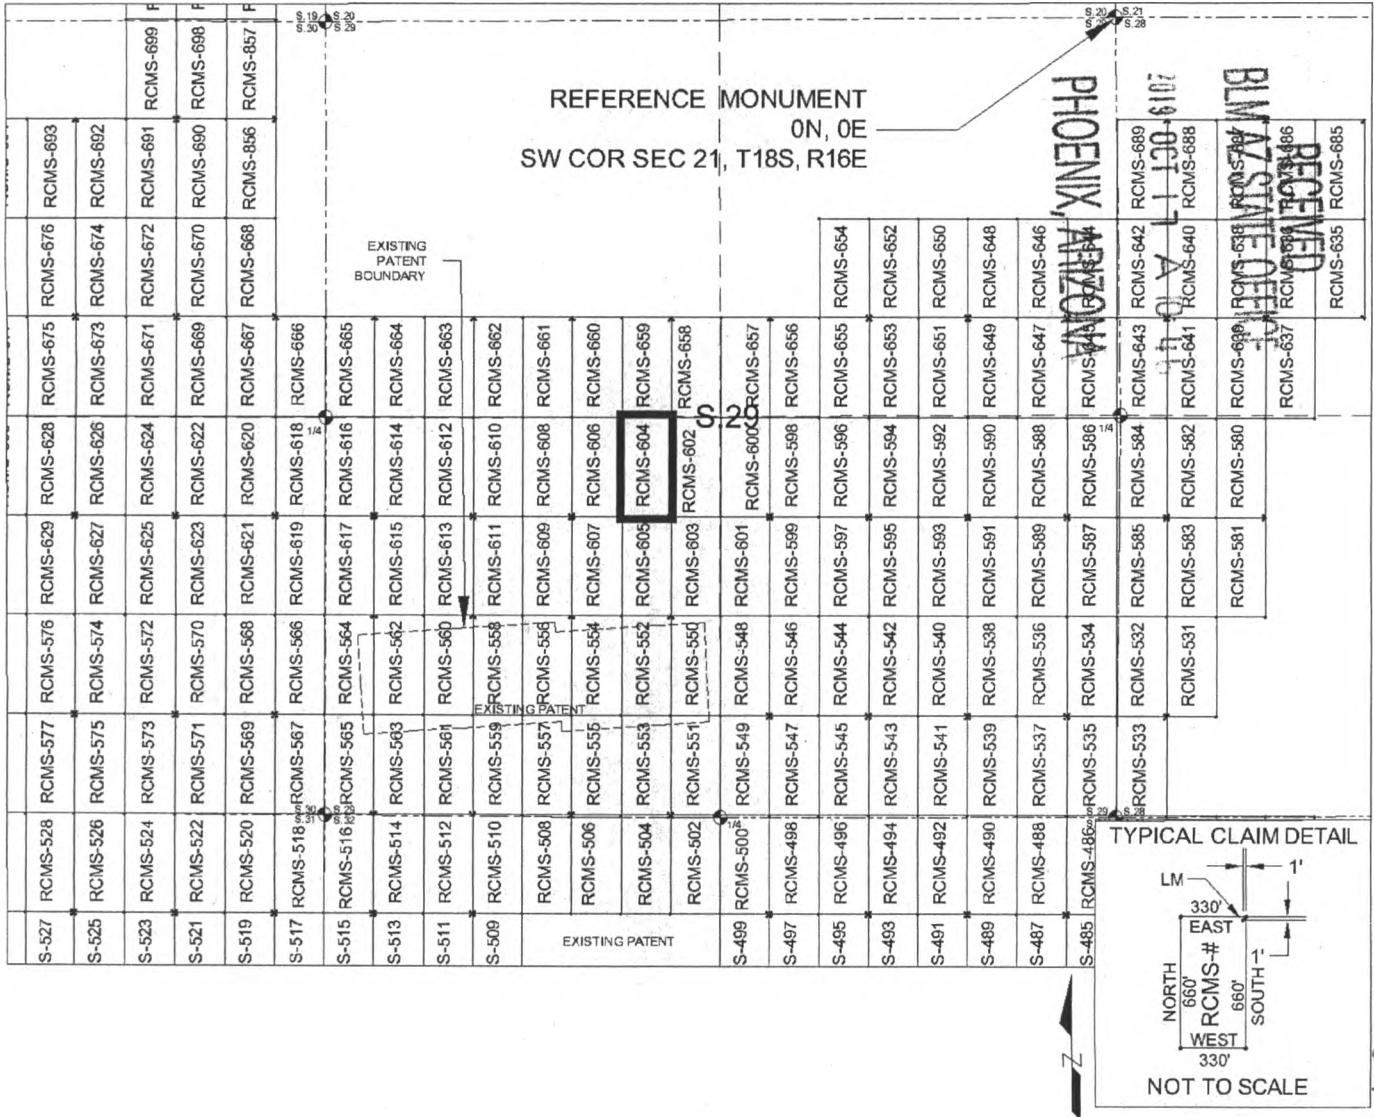 S.19 S.20
S.30 S.29
S.20 S.21
S.28
RCMS-699
RCMS-698
RCMS-857
REFERENCE MONUMENT
0N, 0E
SW COR SEC 21, T18S, R16E
RECEIVED
BLM AZ STATE OFFICE
2019 OCT 17 A 10:
PHOENIX, ARIZONA
RCMS-693
RCMS-692
RCMS-691
RCMS-690
RCMS-856
RCMS-689
RCMS-688
RCMS-686
RCMS-685
RCMS-676
RCMS-674
RCMS-672
RCMS-670
RCMS-668
EXISTING
PATENT
BOUNDARY
RCMS-654
RCMS-652
RCMS-650
RCMS-648
RCMS-646
RCMS-644
RCMS-642
RCMS-640
RCMS-638
RCMS-636
RCMS-635
RCMS-675
RCMS-673
RCMS-671
RCMS-669
RCMS-667
RCMS-666
RCMS-665
RCMS-664
RCMS-663
RCMS-662
RCMS-661
RCMS-660
RCMS-659
RCMS-658
RCMS-657
RCMS-656
RCMS-655
RCMS-653
RCMS-651
RCMS-649
RCMS-647
RCMS-645
RCMS-643
RCMS-641
RCMS-639
RCMS-637
S.29
1/4
1/4
RCMS-628
RCMS-626
RCMS-624
RCMS-622
RCMS-620
RCMS-618
RCMS-616
RCMS-614
RCMS-612
RCMS-610
RCMS-608
RCMS-606
RCMS-604
RCMS-602
RCMS-600
RCMS-598
RCMS-596
RCMS-594
RCMS-592
RCMS-590
RCMS-588
RCMS-586
RCMS-584
RCMS-582
RCMS-580
RCMS-629
RCMS-627
RCMS-625
RCMS-623
RCMS-621
RCMS-619
RCMS-617
RCMS-615
RCMS-613
RCMS-611
RCMS-609
RCMS-607
RCMS-605
RCMS-603
RCMS-601
RCMS-599
RCMS-597
RCMS-595
RCMS-593
RCMS-591
RCMS-589
RCMS-587
RCMS-585
RCMS-583
RCMS-581
RCMS-576
RCMS-574
RCMS-572
RCMS-570
RCMS-568
RCMS-566
RCMS-564
RCMS-562
RCMS-560
RCMS-558
RCMS-556
RCMS-554
RCMS-552
RCMS-550
RCMS-548
RCMS-546
RCMS-544
RCMS-542
RCMS-540
RCMS-538
RCMS-536
RCMS-534
RCMS-532
RCMS-531
EXISTING PATENT
RCMS-577
RCMS-575
RCMS-573
RCMS-571
RCMS-569
RCMS-567
RCMS-565
RCMS-563
RCMS-561
RCMS-559
RCMS-557
RCMS-555
RCMS-553
RCMS-551
RCMS-549
RCMS-547
RCMS-545
RCMS-543
RCMS-541
RCMS-539
RCMS-537
RCMS-535
RCMS-533
S.30 S.29
S.31 S.32
1/4
S.29 S.28
RCMS-528
RCMS-526
RCMS-524
RCMS-522
RCMS-520
RCMS-518
RCMS-516
RCMS-514
RCMS-512
RCMS-510
RCMS-508
RCMS-506
RCMS-504
RCMS-502
RCMS-500
RCMS-498
RCMS-496
RCMS-494
RCMS-492
RCMS-490
RCMS-488
RCMS-486
S-527
S-525
S-523
S-521
S-519
S-517
S-515
S-513
S-511
S-509
EXISTING PATENT
S-499
S-497
S-495
S-493
S-491
S-489
S-487
S-485
N
TYPICAL CLAIM DETAIL
1'
LM
330'
EAST
NORTH
660'
RCMS-#
660'
SOUTH
1'
WEST
330'
NOT TO SCALE